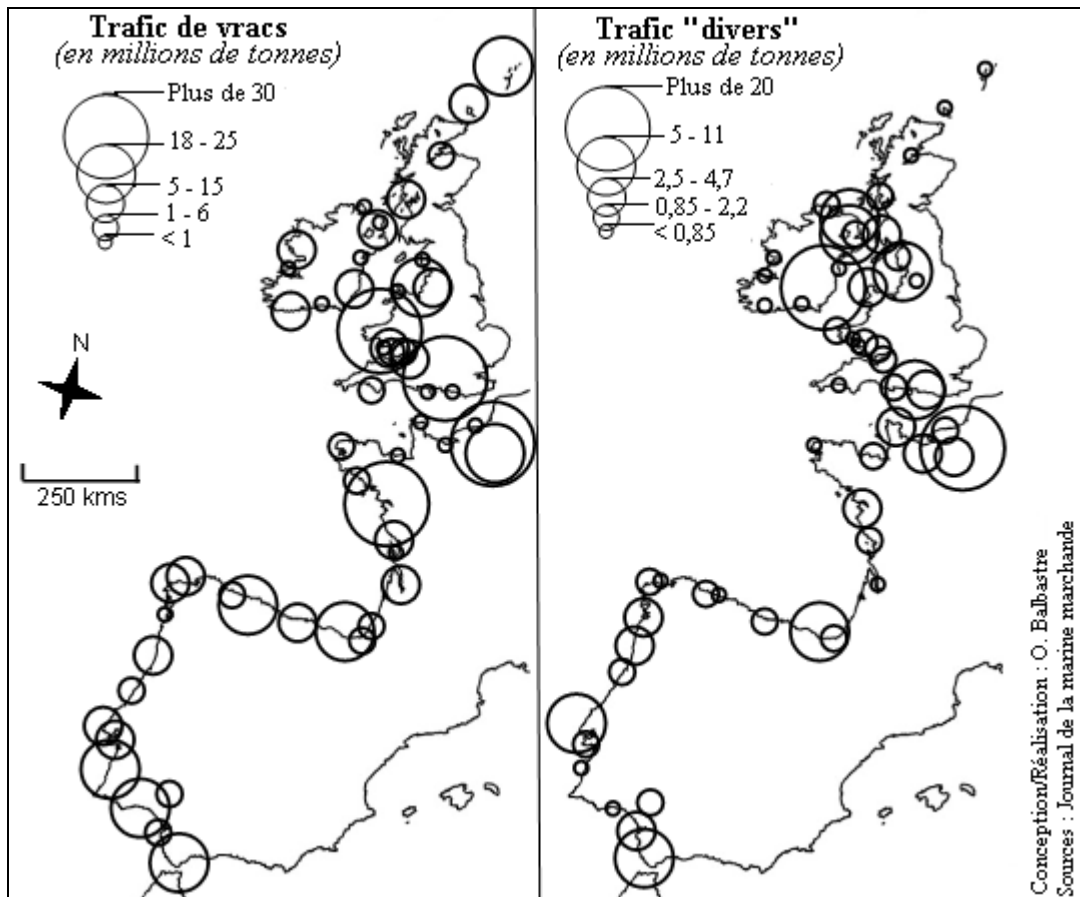 Trafic de vracs
(en millions de tonnes)
Plus de 30
18 - 25
5 - 15
1 - 6
< 1
N
250 kms
Trafic "divers"
(en millions de tonnes)
Plus de 20
5 - 11
2,5 - 4,7
0,85 - 2,2
< 0,85
Conception/Réalisation : O. Balbastre
Sources : Journal de la marine marchande